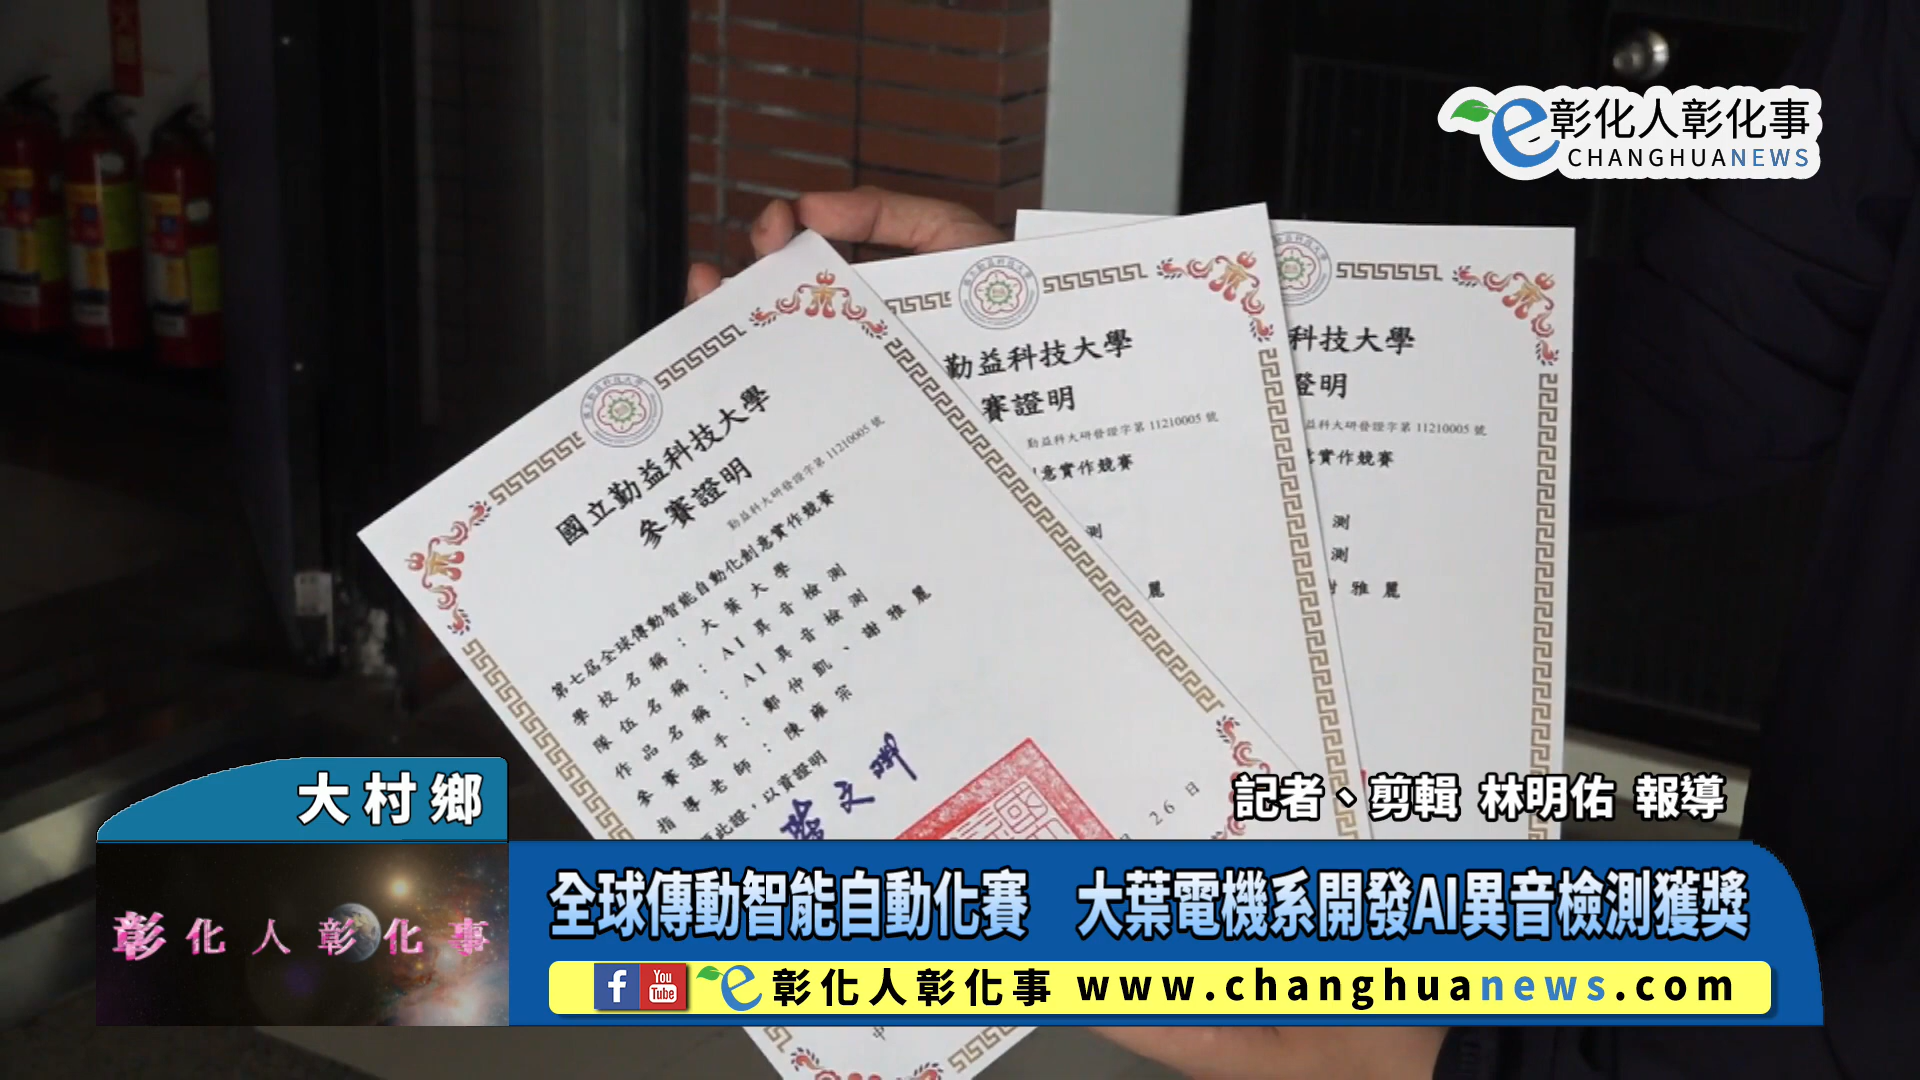 彰化人彰化事
CHANGHUANEWS
國立勤益科技大學
參賽證明
勤益科大研發證字第11210005號
第七屆全球傳動智能自動化創意實作競賽
學校名稱：大葉大學
隊伍名稱：AI異音檢測
作品名稱：AI異音檢測
參賽選手：鄭仲凱、謝雅麗
指導老師：陳雍宗
此證，以資證明
勤益科技大學
賽證明
勤益科大研發證字第11210005號
意實作競賽
測
麗
26日
科技大學
證明
益科大研發證字第11210005號
實作競賽
測
測
雅麗
大村鄉
記者、剪輯 林明佑 報導
彰化人彰化事
全球傳動智能自動化賽 大葉電機系開發AI異音檢測獲獎
f You Tube e 彰化人彰化事 www.changhuanews.com